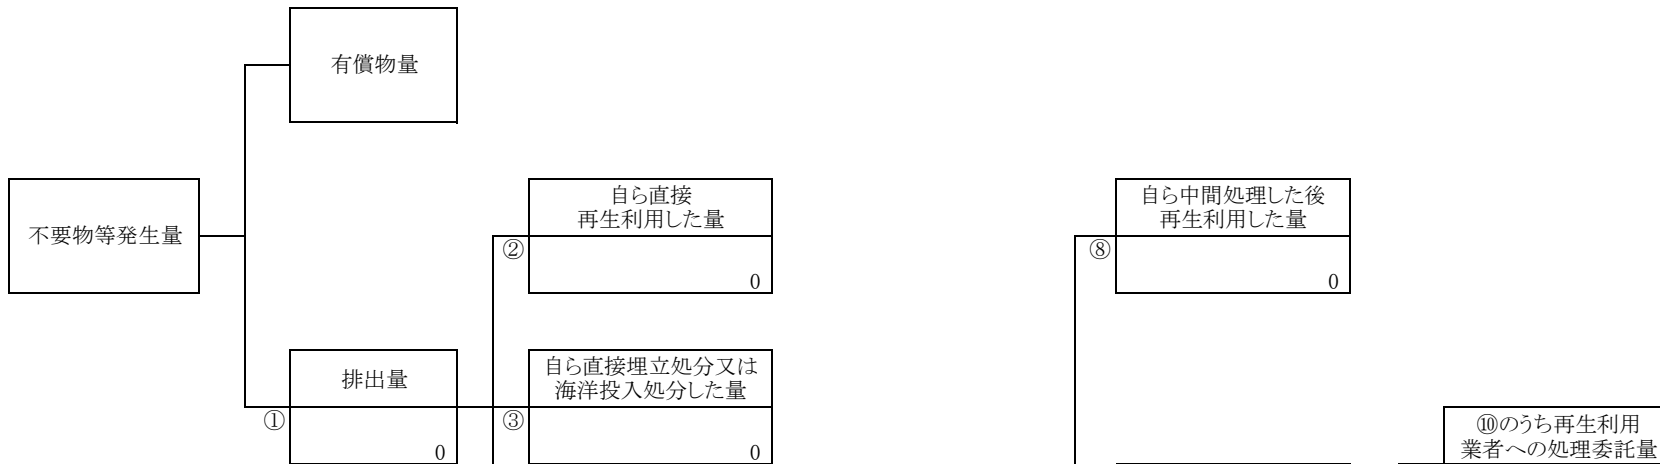 有償物量
不要物等発生量
自ら直接
再生利用した量
②
0
自ら中間処理した後
再生利用した量
⑧
0
排出量
①
0
自ら直接埋立処分又は
海洋投入処分した量
③
0
⑩のうち再生利用
業者への処理委託量